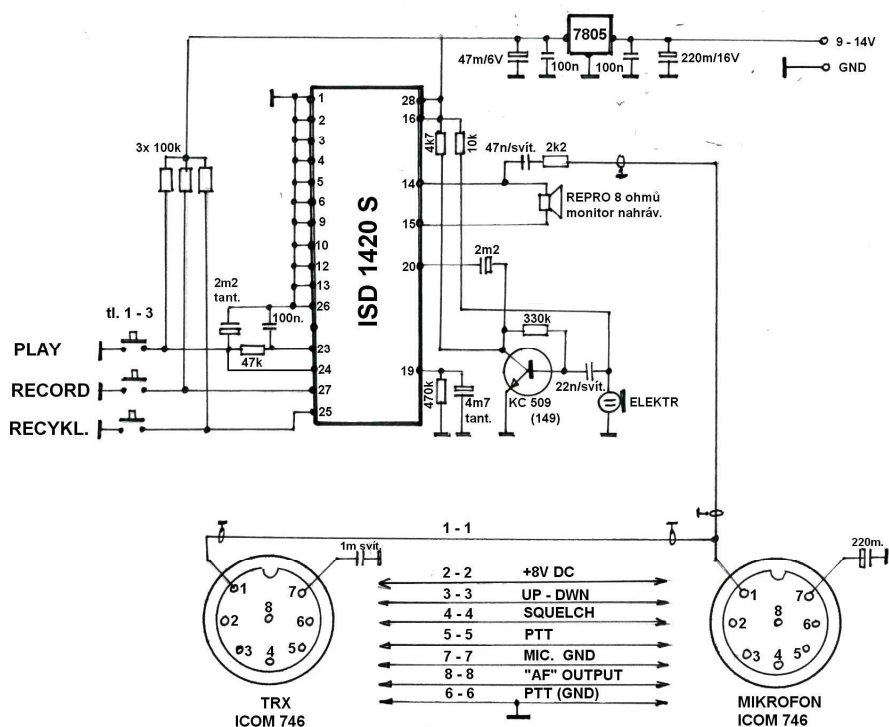 7805
9 - 14V
47m/6V
100n
100n
220m/16V
GND
1
28
2
16
3
4k7
10k
47n/svít.
2k2
3x 100k
4
5
14
6
REPRO 8 ohmů
monitor nahráv.
9
15
10
ISD 1420 S
12
20
2m2
13
2m2
tant.
26
100n.
tl. 1 - 3
330k
PLAY
23
47k
24
19
22n/svít.
RECORD
27
470k
4m7
tant.
KC 509
(149)
ELEKTR
25
RECYKL.
1 - 1
1m svít.
220m.
2 - 2 +8V DC
3 - 3 UP - DWN
4 - 4 SQUELCH
5 - 5 PTT
7 - 7 MIC. GND
8 - 8 "AF" OUTPUT
6 - 6 PTT (GND)
1
7
8
2
6
3
5
4
1
7
8
2
6
3
5
4
TRX
ICOM 746
MIKROFON
ICOM 746